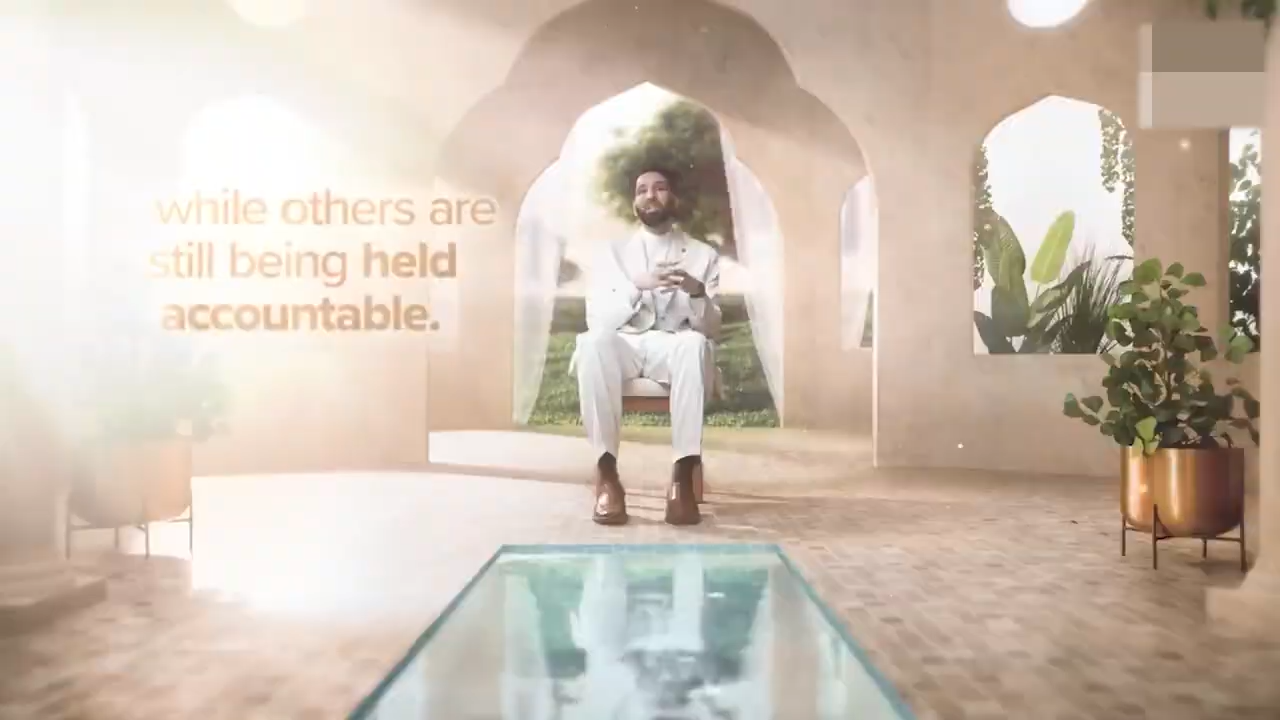 while others are
still being held
accountable.